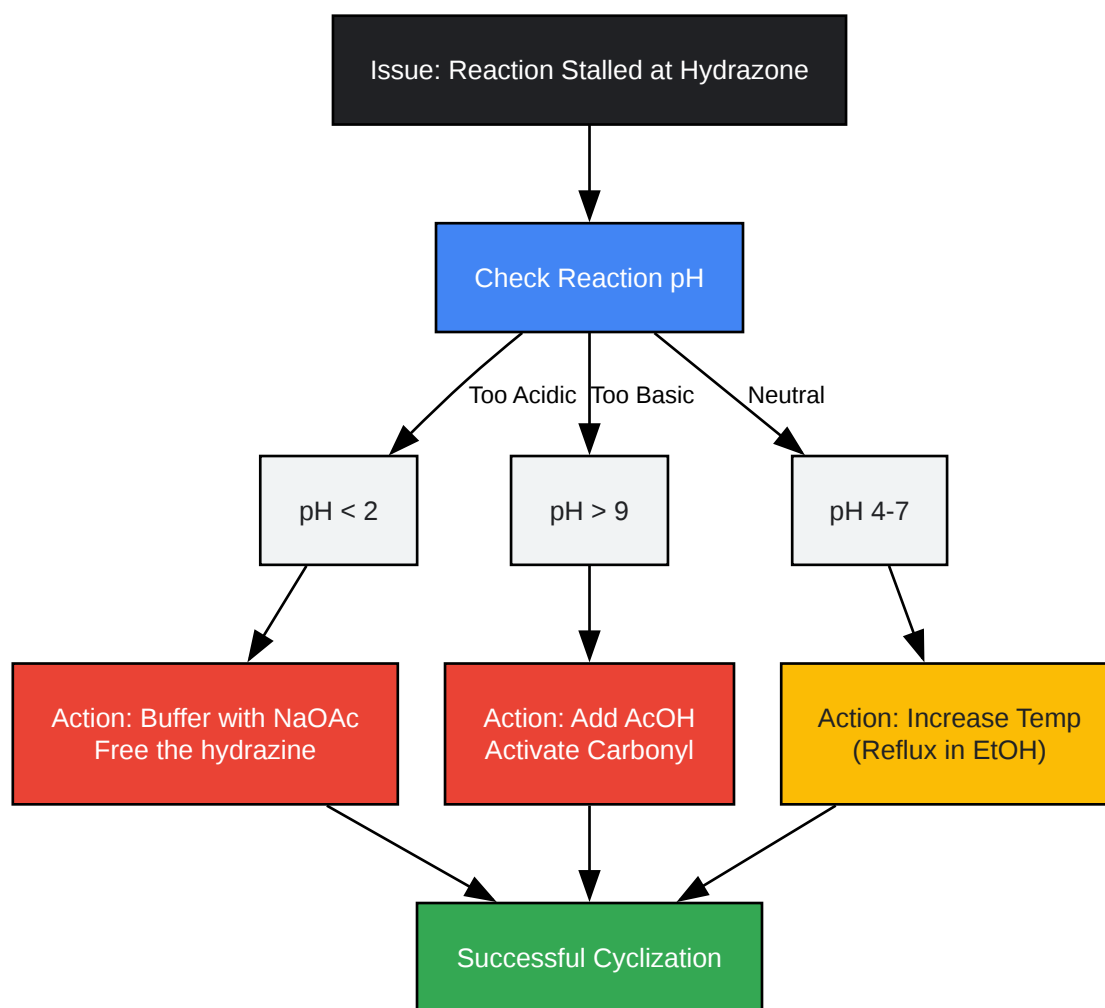 Issue: Reaction Stalled at Hydrazone
Check Reaction pH
Too Acidic
Too Basic
Neutral
pH < 2
pH > 9
pH 4-7
Action: Buffer with NaOAc
Free the hydrazine
Action: Add AcOH
Activate Carbonyl
Action: Increase Temp
(Reflux in EtOH)
Successful Cyclization